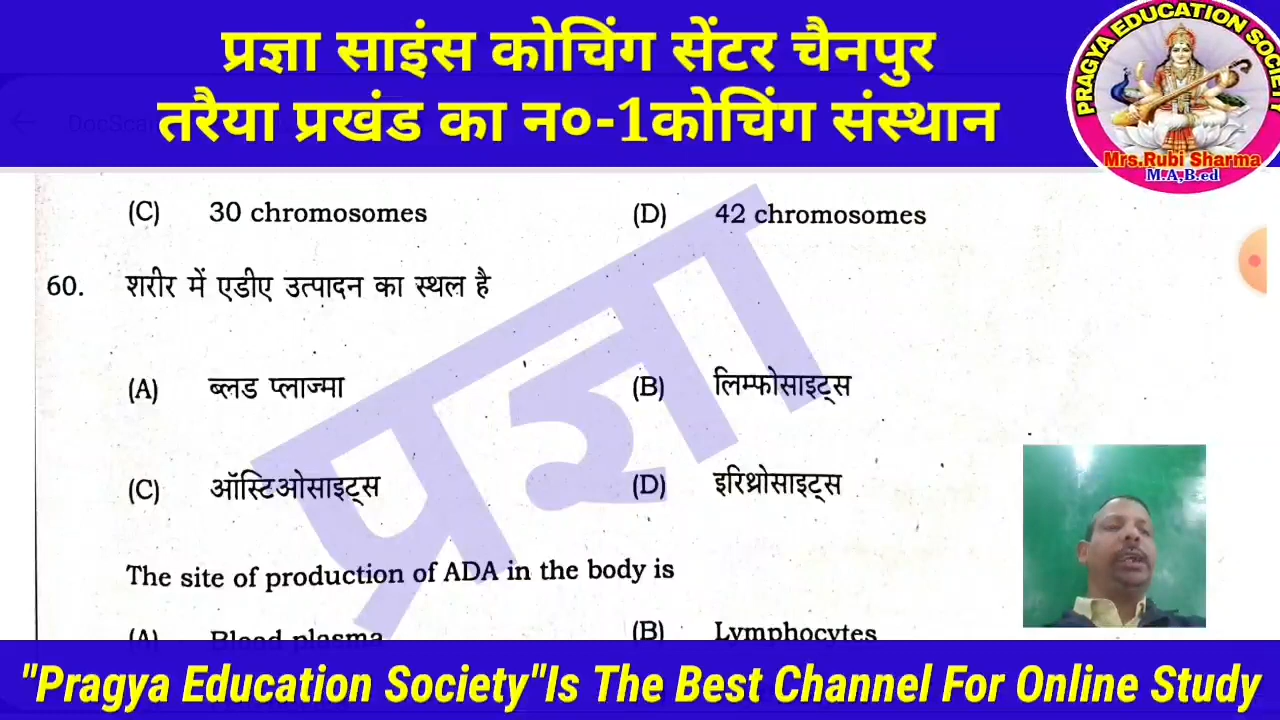 प्रज्ञा साइंस कोचिंग सेंटर चैनपुर
तरैया प्रखंड का न०-1कोचिंग संस्थान
PRAGYA EDUCATION SOCIETY
Mrs.Rubi Sharma
M.A,B.ed
(C) 30 chromosomes (D) 42 chromosomes
60. शरीर में एडीए उत्पादन का स्थल है
(A) ब्लड प्लाज्मा (B) लिम्फोसाइट्स
(C) ऑस्टिओसाइट्स (D) इरिथ्रोसाइट्स
प्रज्ञा
The site of production of ADA in the body is
(A) Blood plasma (B) Lymphocytes
"Pragya Education Society"Is The Best Channel For Online Study